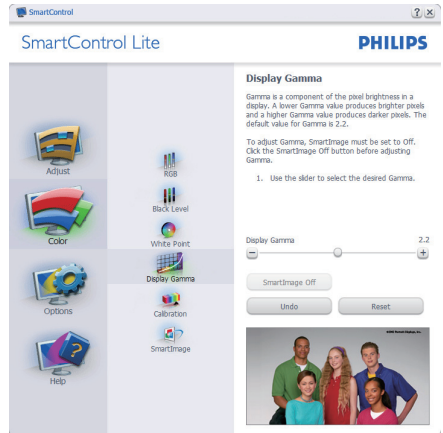 SmartControl
SmartControl Lite
PHILIPS
Adjust
Color
Options
Help
RGB
Black Level
White Point
Display Gamma
Calibration
SmartImage
Display Gamma
Gamma is a component of the pixel brightness in a
display. A lower Gamma value produces brighter pixels
and a higher Gamma value produces darker pixels. The
default value for Gamma is 2.2.
To adjust Gamma, SmartImage must be set to Off.
Click the SmartImage Off button before adjusting
Gamma.
1. Use the slider to select the desired Gamma.
Display Gamma 2.2
SmartImage Off
Undo Reset